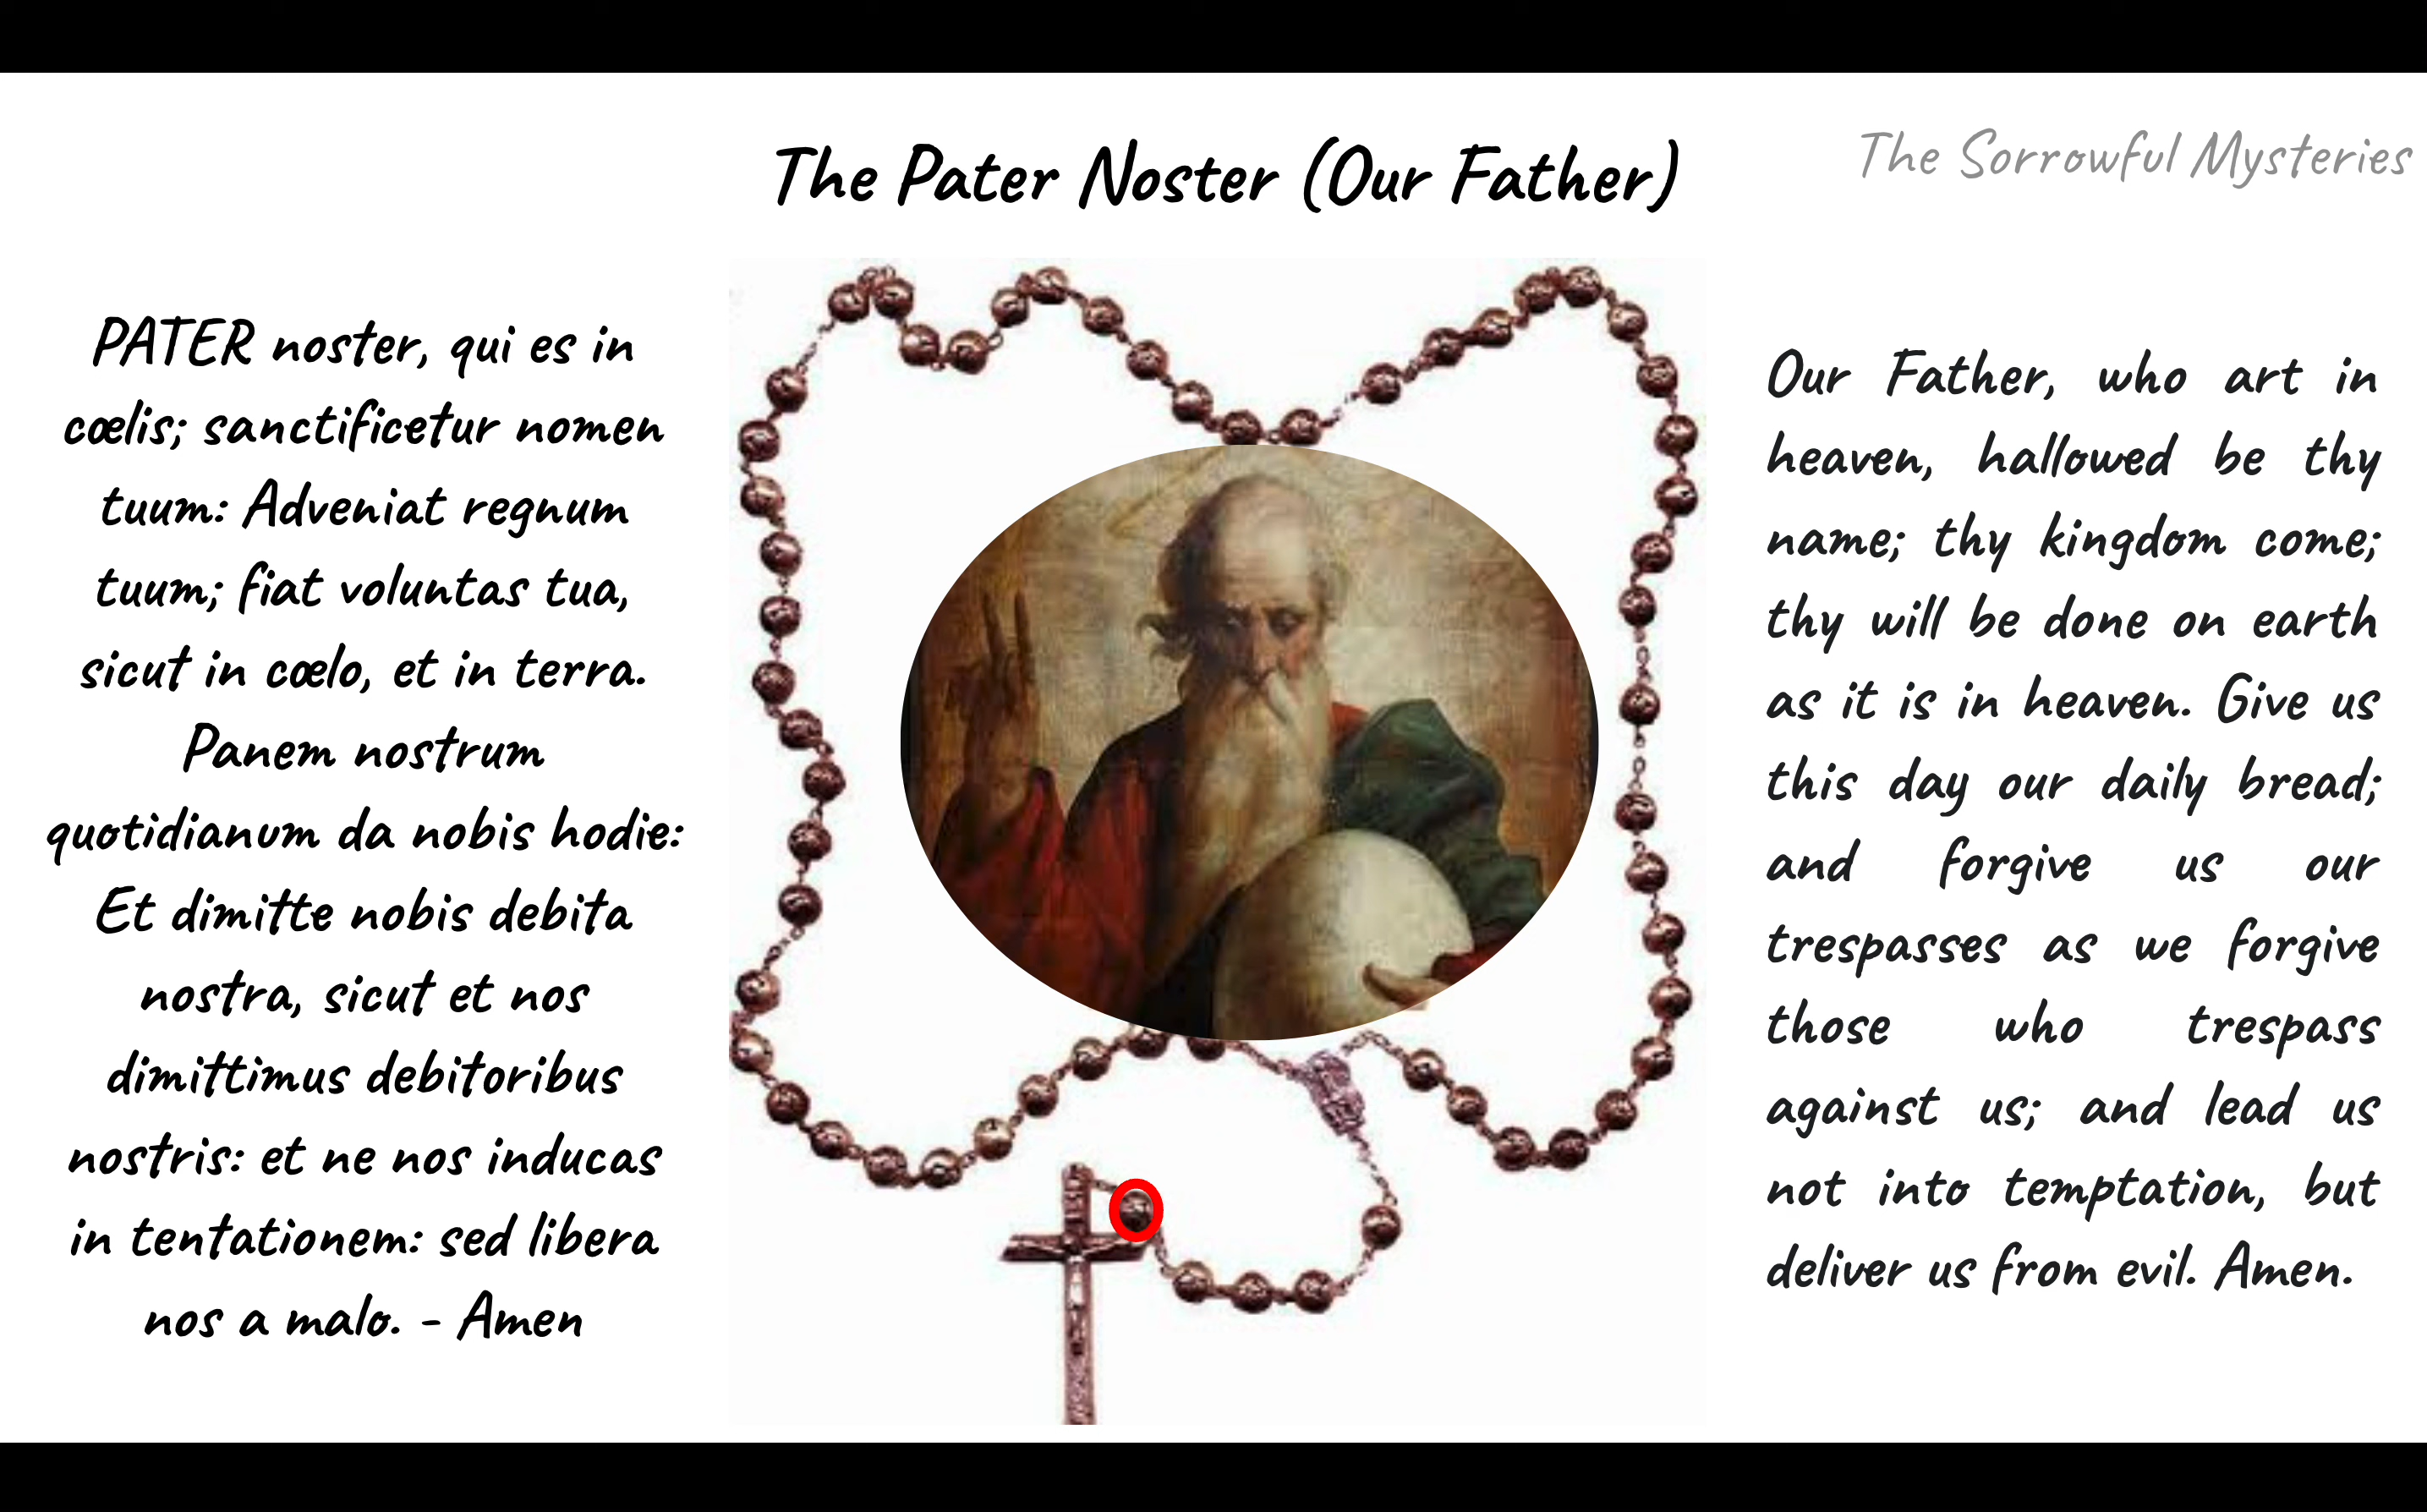 The Pater Noster (Our Father)
The Sorrowful Mysteries
PATER noster, qui es in
cœlis; sanctificetur nomen
tuum: Adveniat regnum
tuum; fiat voluntas tua,
sicut in cœlo, et in terra.
Panem nostrum
quotidianum da nobis hodie:
Et dimitte nobis debita
nostra, sicut et nos
dimittimus debitoribus
nostris: et ne nos inducas
in tentationem: sed libera
nos a malo. - Amen
Our Father, who art in
heaven, hallowed be thy
name; thy kingdom come;
thy will be done on earth
as it is in heaven. Give us
this day our daily bread;
and forgive us our
trespasses as we forgive
those who trespass
against us; and lead us
not into temptation, but
deliver us from evil. Amen.